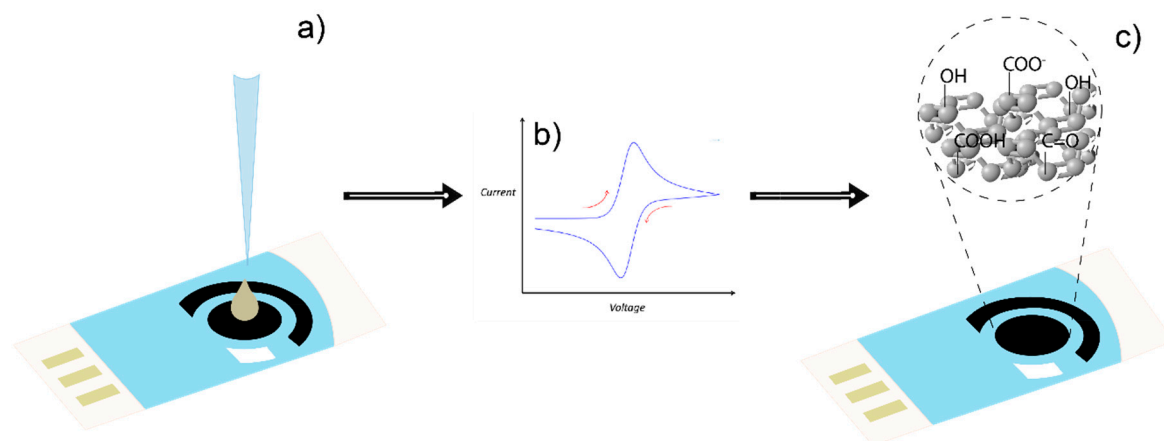 a)
b)
Current
Voltage
c)
OH
COO⁻
OH
COOH
C=O